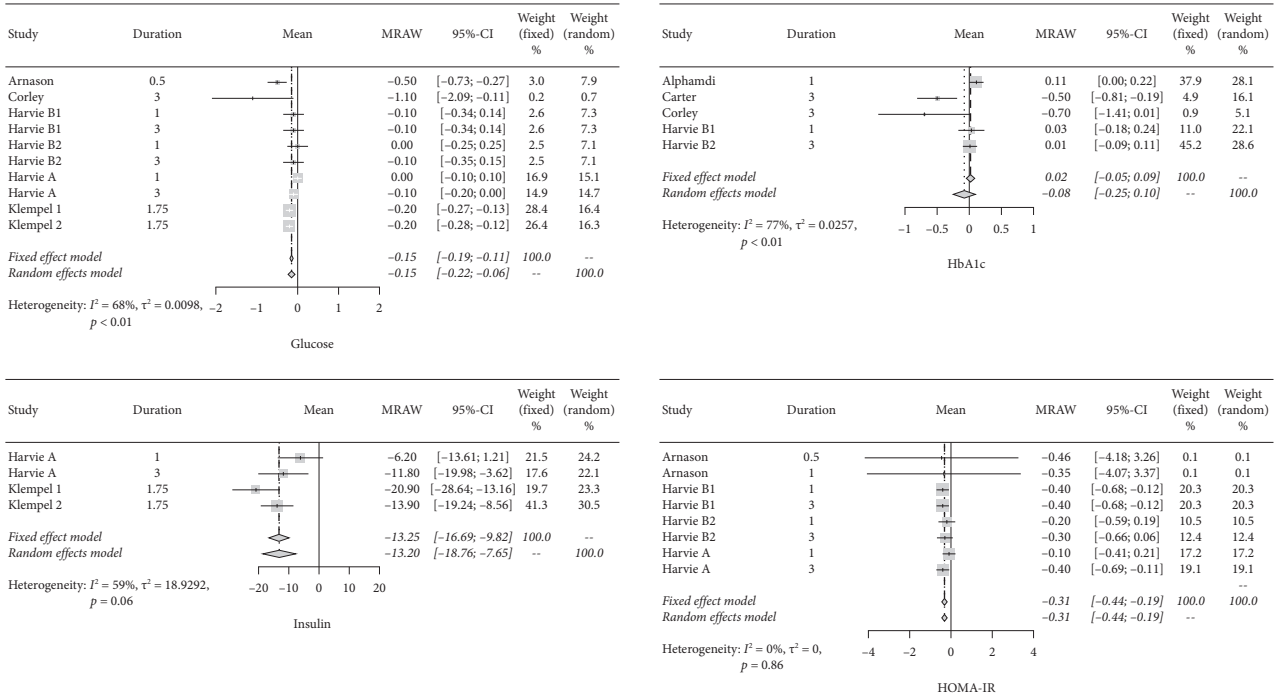 Study Duration Mean MRAW 95%-CI Weight (fixed) % Weight (random) %
Arnason 0.5 −0.50 [−0.73; −0.27] 3.0 7.9
Corley 3 −1.10 [−2.09; −0.11] 0.2 0.7
Harvie B1 1 −0.10 [−0.34; 0.14] 2.6 7.3
Harvie B1 3 −0.10 [−0.34; 0.14] 2.6 7.3
Harvie B2 1 0.00 [−0.25; 0.25] 2.5 7.1
Harvie B2 3 −0.10 [−0.35; 0.15] 2.5 7.1
Harvie A 1 0.00 [−0.10; 0.10] 16.9 15.1
Harvie A 3 −0.10 [−0.20; 0.00] 14.9 14.7
Klempel 1 1.75 −0.20 [−0.27; −0.13] 28.4 16.4
Klempel 2 1.75 −0.20 [−0.28; −0.12] 26.4 16.3
Fixed effect model −0.15 [−0.19; −0.11] 100.0 --
Random effects model −0.15 [−0.22; −0.06] -- 100.0
Heterogeneity: I² = 68%, τ² = 0.0098,
p < 0.01
−2 −1 0 1 2
Glucose
Study Duration Mean MRAW 95%-CI Weight (fixed) % Weight (random) %
Alphamdi 1 0.11 [0.00; 0.22] 37.9 28.1
Carter 3 −0.50 [−0.81; −0.19] 4.9 16.1
Corley 3 −0.70 [−1.41; 0.01] 0.9 5.1
Harvie B1 1 0.03 [−0.18; 0.24] 11.0 22.1
Harvie B2 3 0.01 [−0.09; 0.11] 45.2 28.6
Fixed effect model 0.02 [−0.05; 0.09] 100.0 --
Random effects model −0.08 [−0.25; 0.10] -- 100.0
Heterogeneity: I² = 77%, τ² = 0.0257,
p < 0.01
−1 −0.5 0 0.5 1
HbA1c
Study Duration Mean MRAW 95%-CI Weight (fixed) % Weight (random) %
Harvie A 1 −6.20 [−13.61; 1.21] 21.5 24.2
Harvie A 3 −11.80 [−19.98; −3.62] 17.6 22.1
Klempel 1 1.75 −20.90 [−28.64; −13.16] 19.7 23.3
Klempel 2 1.75 −13.90 [−19.24; −8.56] 41.3 30.5
Fixed effect model −13.25 [−16.69; −9.82] 100.0 --
Random effects model −13.20 [−18.76; −7.65] -- 100.0
Heterogeneity: I² = 59%, τ² = 18.9292,
p = 0.06
−20 −10 0 10 20
Insulin
Study Duration Mean MRAW 95%-CI Weight (fixed) % Weight (random) %
Arnason 0.5 −0.46 [−4.18; 3.26] 0.1 0.1
Arnason 1 −0.35 [−4.07; 3.37] 0.1 0.1
Harvie B1 1 −0.40 [−0.68; −0.12] 20.3 20.3
Harvie B1 3 −0.40 [−0.68; −0.12] 20.3 20.3
Harvie B2 1 −0.20 [−0.59; 0.19] 10.5 10.5
Harvie B2 3 −0.30 [−0.66; 0.06] 12.4 12.4
Harvie A 1 −0.10 [−0.41; 0.21] 17.2 17.2
Harvie A 3 −0.40 [−0.69; −0.11] 19.1 19.1
--
Fixed effect model −0.31 [−0.44; −0.19] 100.0 100.0
Random effects model −0.31 [−0.44; −0.19] --
Heterogeneity: I² = 0%, τ² = 0,
p = 0.86
−4 −2 0 2 4
HOMA-IR